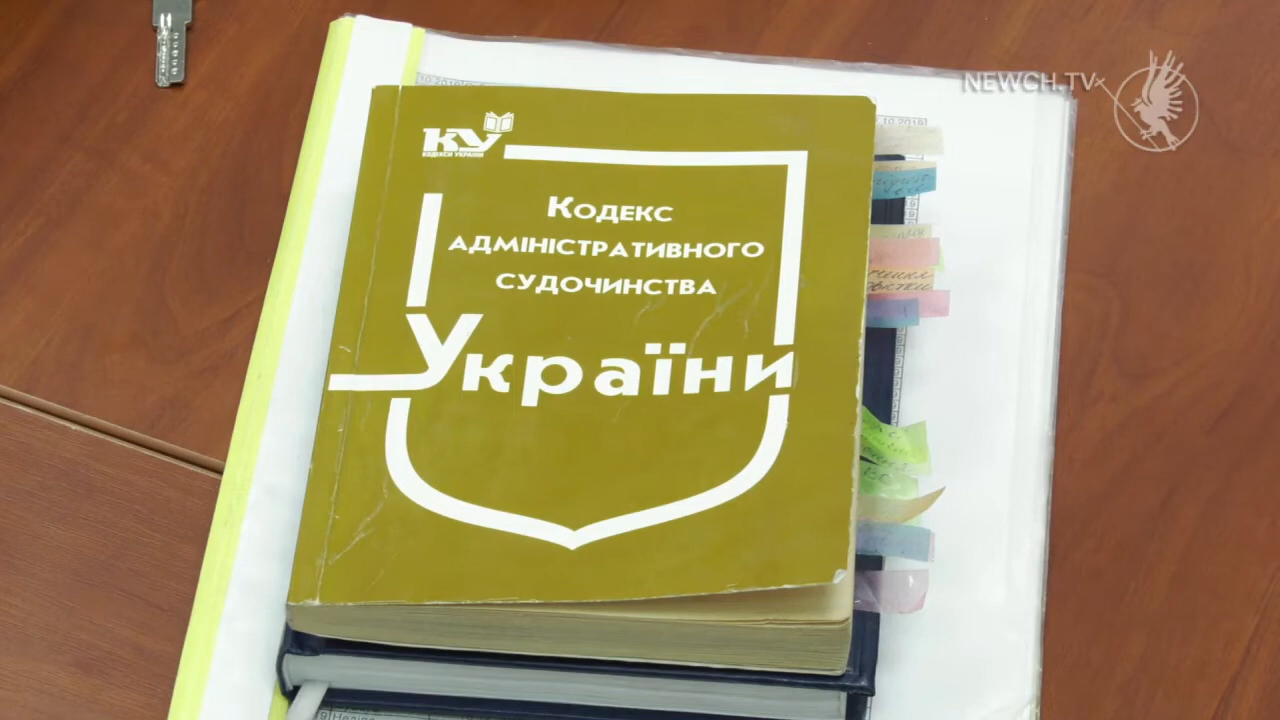 NEWCH.TV
КУ
КОДЕКСИ УКРАЇНИ
КОДЕКС
АДМІНІСТРАТИВНОГО
СУДОЧИНСТВА
України